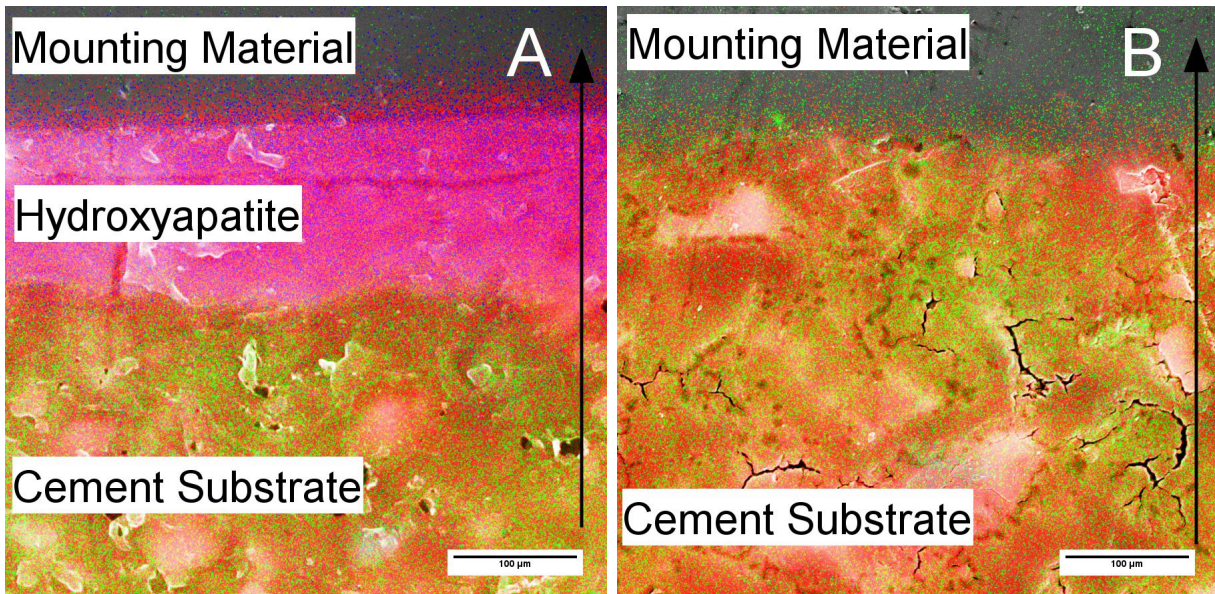 Mounting Material
A
Hydroxyapatite
Cement Substrate
100 µm
Mounting Material
B
Cement Substrate
100 µm